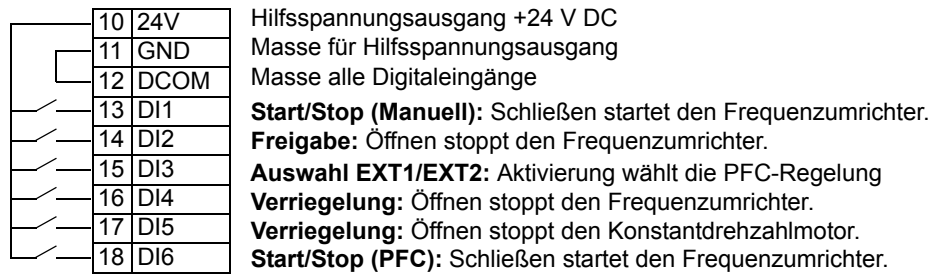 10 24V Hilfsspannungsausgang +24 V DC
11 GND Masse für Hilfsspannungsausgang
12 DCOM Masse alle Digitaleingänge
13 DI1 Start/Stop (Manuell): Schließen startet den Frequenzumrichter.
14 DI2 Freigabe: Öffnen stoppt den Frequenzumrichter.
15 DI3 Auswahl EXT1/EXT2: Aktivierung wählt die PFC-Regelung
16 DI4 Verriegelung: Öffnen stoppt den Frequenzumrichter.
17 DI5 Verriegelung: Öffnen stoppt den Konstantdrehzahlmotor.
18 DI6 Start/Stop (PFC): Schließen startet den Frequenzumrichter.